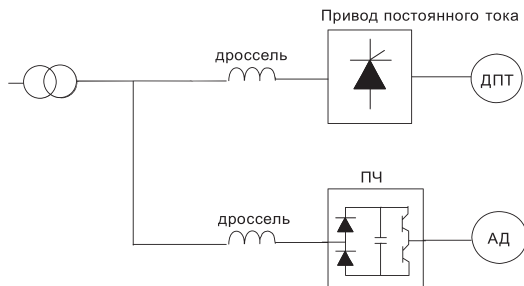 Привод постоянного тока
дроссель
ДПТ
ПЧ
дроссель
АД